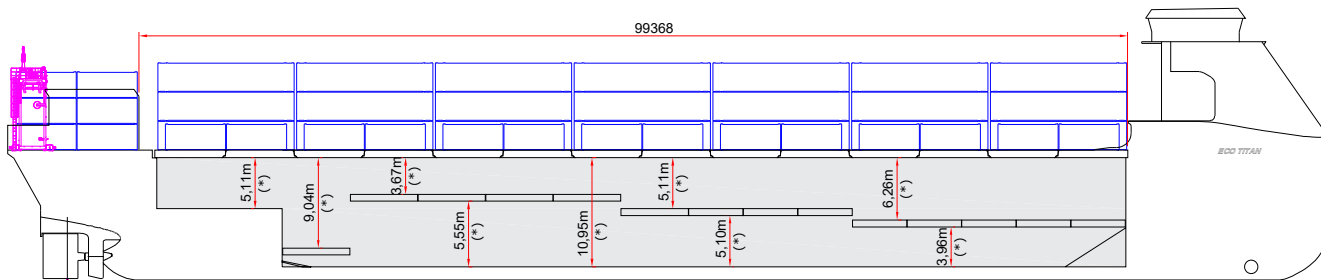 99368
ECO TITAN
5,11m
(*)
9,04m
(*)
3,67m
(*)
5,55m
(*)
10,95m
(*)
5,11m
(*)
5,10m
(*)
6,26m
(*)
3,96m
(*)